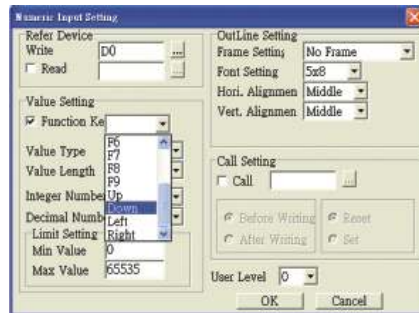 Numeric Input Setting
Refer Device
Write D0 ...
Read ...
Value Setting
Function Ke
F6
F7
F8
F9
Up
Down
Left
Right
Value Type
Value Length
Integer Number
Decimal Numb
Limit Setting
Min Value 0
Max Value 65535
OutLine Setting
Frame Setting No Frame
Font Setting 5x8
Hori. Alignmen Middle
Vert. Alignmen Middle
Call Setting
Call ...
Before Writing Reset
After Writing Set
User Level 0
OK Cancel